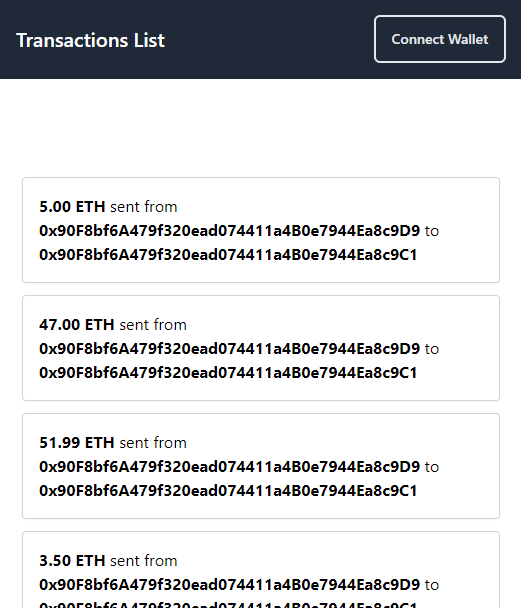 Transactions List
Connect Wallet
5.00 ETH sent from
0x90F8bf6A479f320ead074411a4B0e7944Ea8c9D9 to
0x90F8bf6A479f320ead074411a4B0e7944Ea8c9C1
47.00 ETH sent from
0x90F8bf6A479f320ead074411a4B0e7944Ea8c9D9 to
0x90F8bf6A479f320ead074411a4B0e7944Ea8c9C1
51.99 ETH sent from
0x90F8bf6A479f320ead074411a4B0e7944Ea8c9D9 to
0x90F8bf6A479f320ead074411a4B0e7944Ea8c9C1
3.50 ETH sent from
0x90F8bf6A479f320ead074411a4B0e7944Ea8c9D9 to